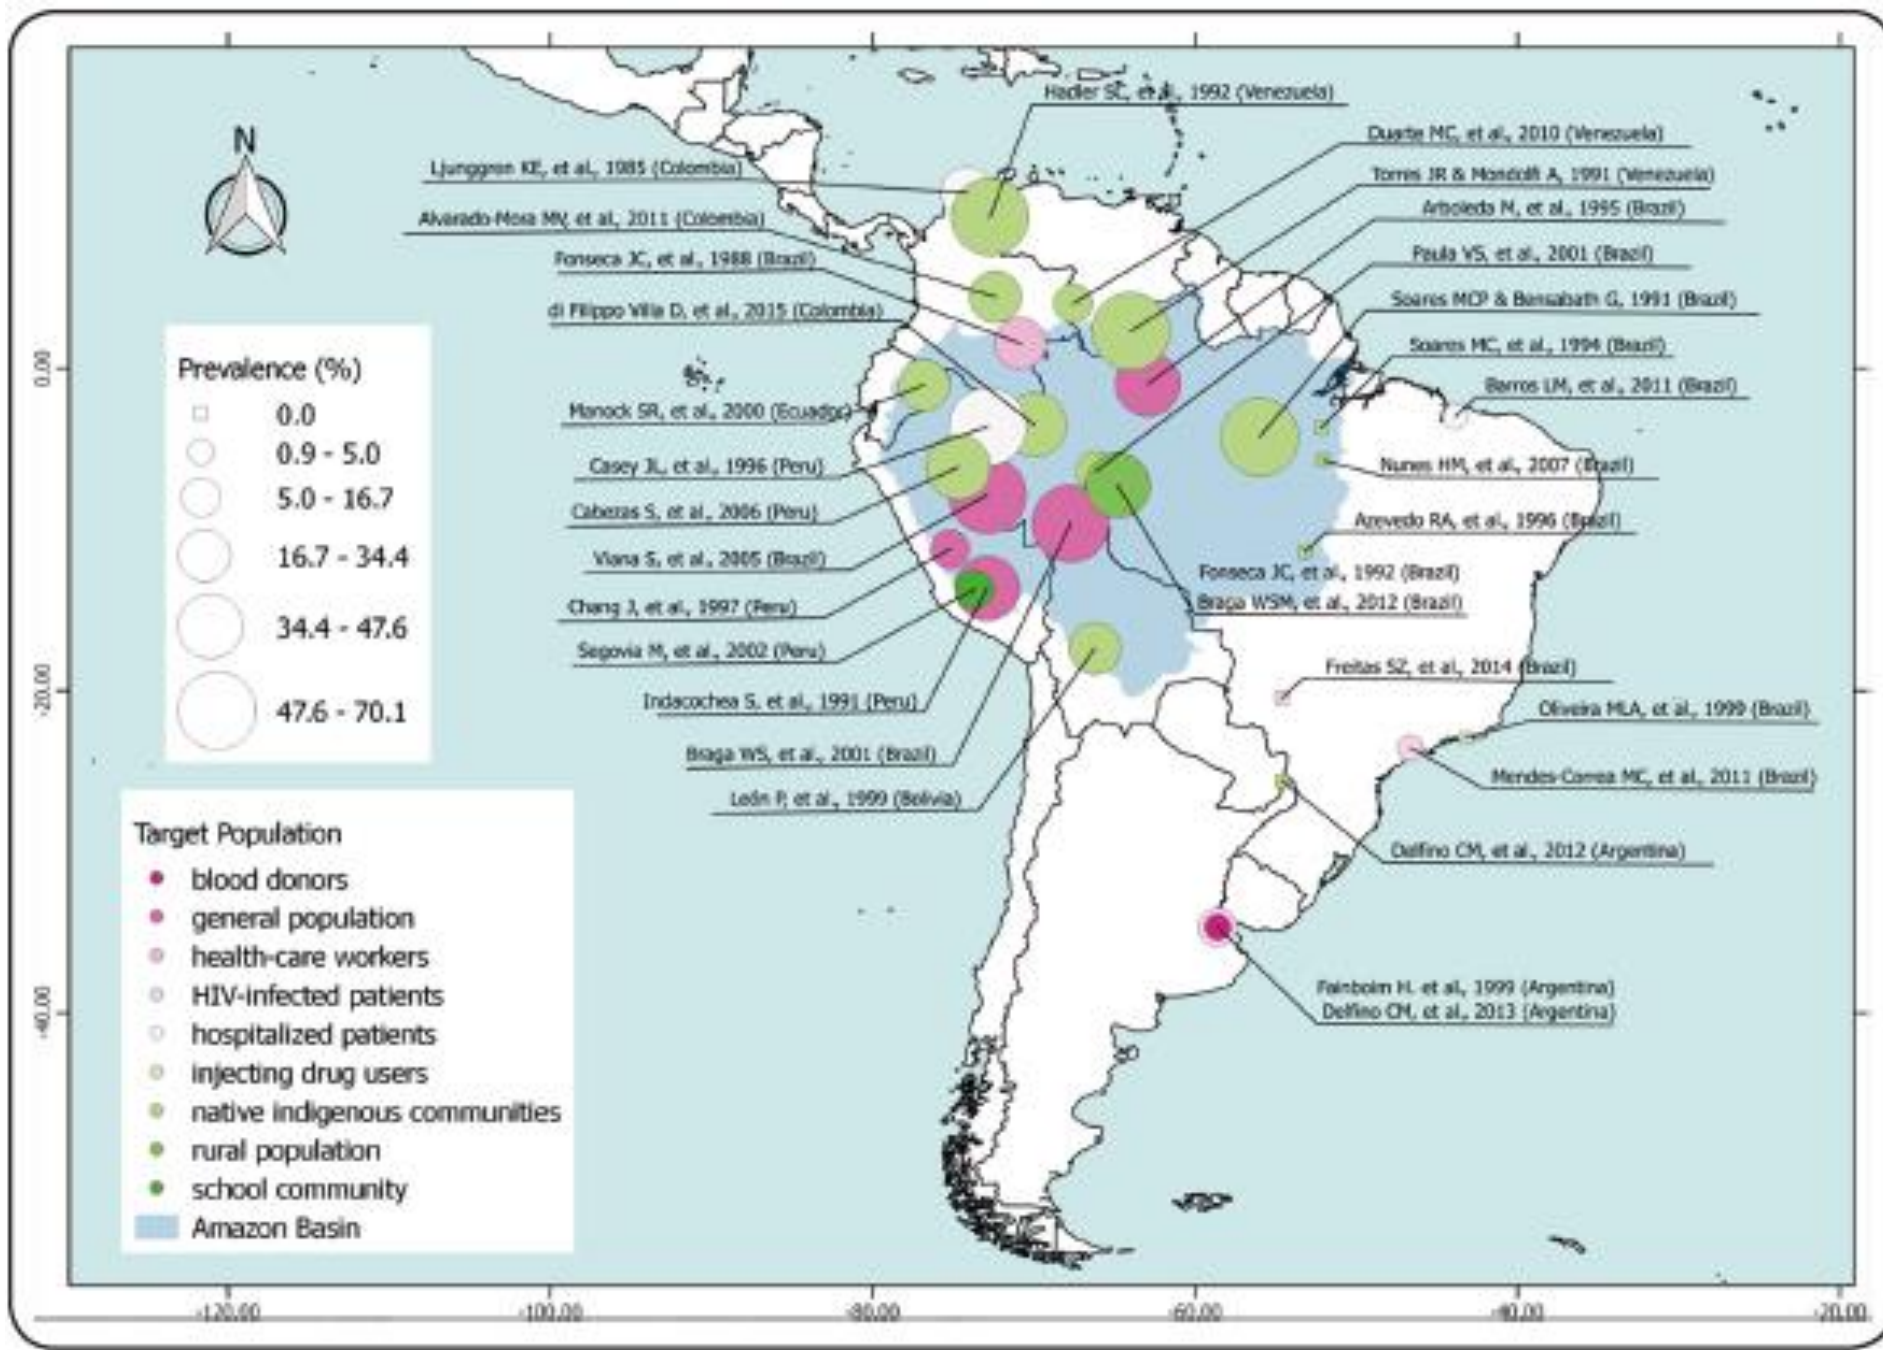 Hadler SC, et al., 1992 (Venezuela)
Duarte MC, et al., 2010 (Venezuela)
Ljunggren KE, et al., 1985 (Colombia)
Torres JR & Mondolfi A, 1991 (Venezuela)
Arboleda M, et al., 1995 (Brazil)
Alvarado-Mora MV, et al., 2011 (Colombia)
Paula VS, et al., 2001 (Brazil)
Fonseca JC, et al., 1988 (Brazil)
Soares MCP & Bensabath G, 1991 (Brazil)
di Filippo Villa D, et al., 2015 (Colombia)
Soares MC, et al., 1994 (Brazil)
Barros LM, et al., 2011 (Brazil)
Manock SR, et al., 2000 (Ecuador)
Casey JL, et al., 1996 (Peru)
Nunes HM, et al., 2007 (Brazil)
Cabezas S, et al., 2006 (Peru)
Azevedo RA, et al., 1996 (Brazil)
Viana S, et al., 2005 (Brazil)
Fonseca JC, et al., 1992 (Brazil)
Braga WSM, et al., 2012 (Brazil)
Chang J, et al., 1997 (Peru)
Segovia M, et al., 2002 (Peru)
Freitas SZ, et al., 2014 (Brazil)
Indacochea S, et al., 1991 (Peru)
Oliveira MLA, et al., 1999 (Brazil)
Braga WS, et al., 2001 (Brazil)
Mendes-Correa MC, et al., 2011 (Brazil)
León P, et al., 1999 (Bolivia)
Delfino CM, et al., 2012 (Argentina)
Fainboim H. et al., 1999 (Argentina)
Delfino CM, et al., 2013 (Argentina)
N
Prevalence (%)
0.0
0.9 - 5.0
5.0 - 16.7
16.7 - 34.4
34.4 - 47.6
47.6 - 70.1
Target Population
blood donors
general population
health-care workers
HIV-infected patients
hospitalized patients
injecting drug users
native indigenous communities
rural population
school community
Amazon Basin
0.00
-20.00
-40.00
-120.00 -100.00 -80.00 -60.00 -40.00 -20.00